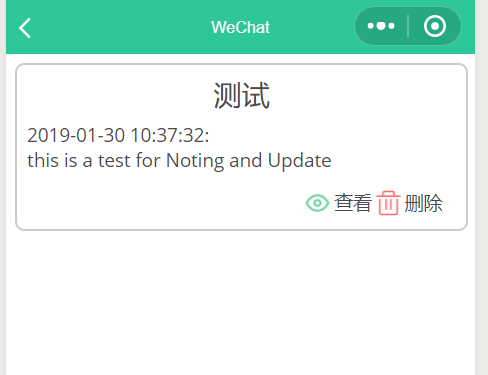 WeChat
测试
2019-01-30 10:37:32:
this is a test for Noting and Update
查看 删除